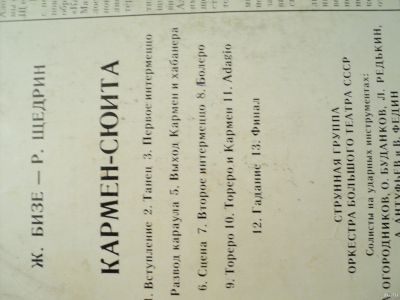 Ж. БИЗЕ — Р. ЩЕДРИН
КАРМЕН-СЮИТА
1. Вступление 2. Танец 3. Первое интермеццо
Развод караула 5. Выход Кармен и хабанера
6. Сцена 7. Второе интермеццо 8. Болеро
9. Тореро 10. Тореро и Кармен 11. Adagio
12. Гадание 13. Финал
СТРУННАЯ ГРУППА
ОРКЕСТРА БОЛЬШОГО ТЕАТРА СССР
Солисты на ударных инструментах:
ОГОРОДНИКОВ, О. БУДАНКОВ, Л. РЕДЬКИН,
А. АНТУФЬЕВ и В. ФЕДИН